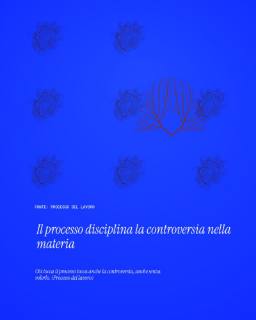 FONTE: PROCESSO DEL LAVORO
Il processo disciplina la controversia nella
materia
Chi tocca il processo tocca anche la controversia, anche senza
volerlo. (Processo del lavoro)